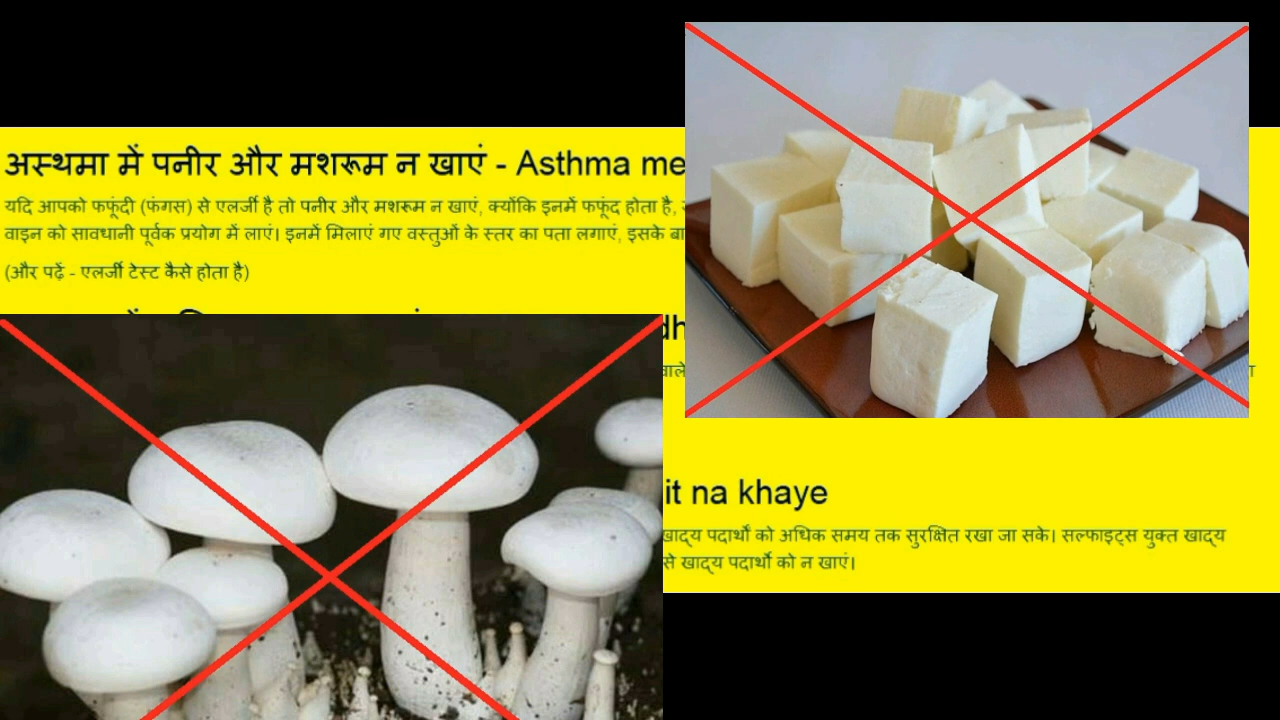 अस्थमा में पनीर और मशरूम न खाएं - Asthma me
यदि आपको फफूंदी (फंगस) से एलर्जी है तो पनीर और मशरूम न खाएं, क्योंकि इनमें फफूंद होता है,
वाइन को सावधानी पूर्वक प्रयोग में लाएं। इनमें मिलाएं गए वस्तुओं के स्तर का पता लगाएं, इसके
(और पढ़ें - एलर्जी टेस्ट कैसे होता है)
it na khaye
खाद्य पदार्थों को अधिक समय तक सुरक्षित रखा जा सके। सल्फाइट्स युक्त खाद्य
से खाद्य पदार्थो को न खाएं।